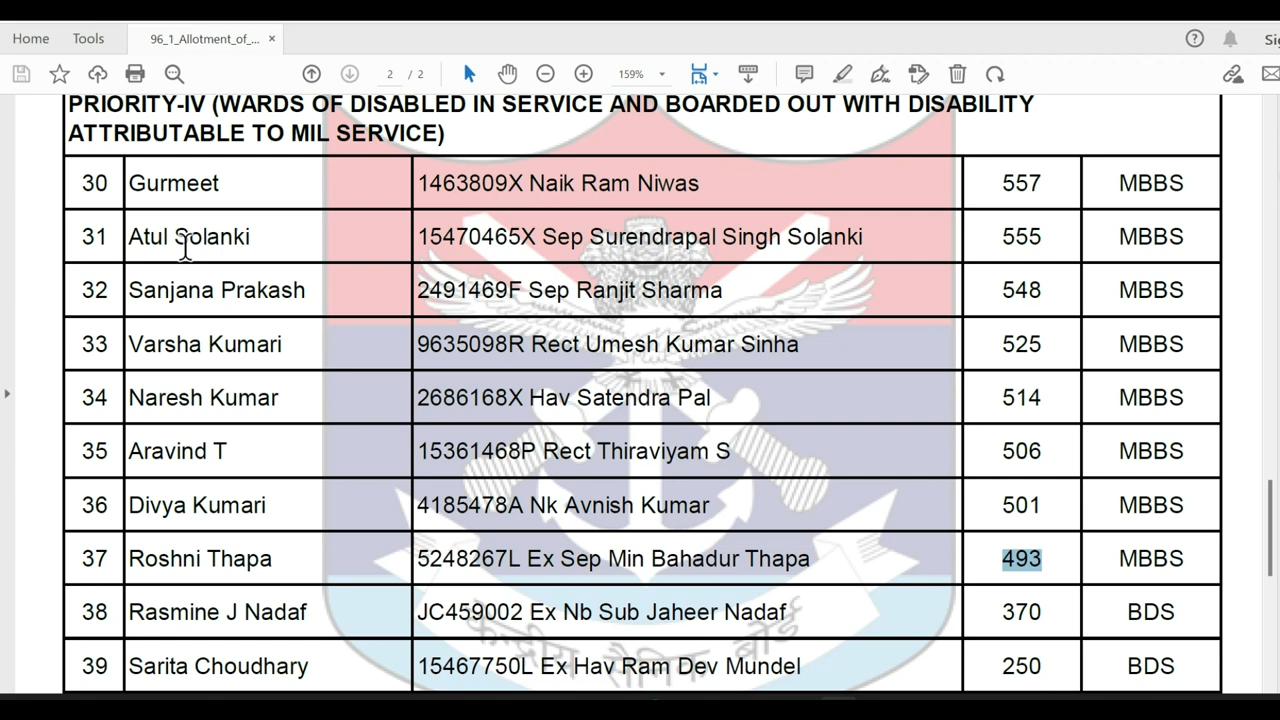 Home Tools 96_1_Allotment_of_... × Si
2 / 2 159%
PRIORITY-IV (WARDS OF DISABLED IN SERVICE AND BOARDED OUT WITH DISABILITY
ATTRIBUTABLE TO MIL SERVICE)
30 Gurmeet 1463809X Naik Ram Niwas 557 MBBS
31 Atul Solanki 15470465X Sep Surendrapal Singh Solanki 555 MBBS
32 Sanjana Prakash 2491469F Sep Ranjit Sharma 548 MBBS
33 Varsha Kumari 9635098R Rect Umesh Kumar Sinha 525 MBBS
34 Naresh Kumar 2686168X Hav Satendra Pal 514 MBBS
35 Aravind T 15361468P Rect Thiraviyam S 506 MBBS
36 Divya Kumari 4185478A Nk Avnish Kumar 501 MBBS
37 Roshni Thapa 5248267L Ex Sep Min Bahadur Thapa 493 MBBS
38 Rasmine J Nadaf JC459002 Ex Nb Sub Jaheer Nadaf 370 BDS
केन्द्रीय सैनिक बोर्ड
39 Sarita Choudhary 15467750L Ex Hav Ram Dev Mundel 250 BDS